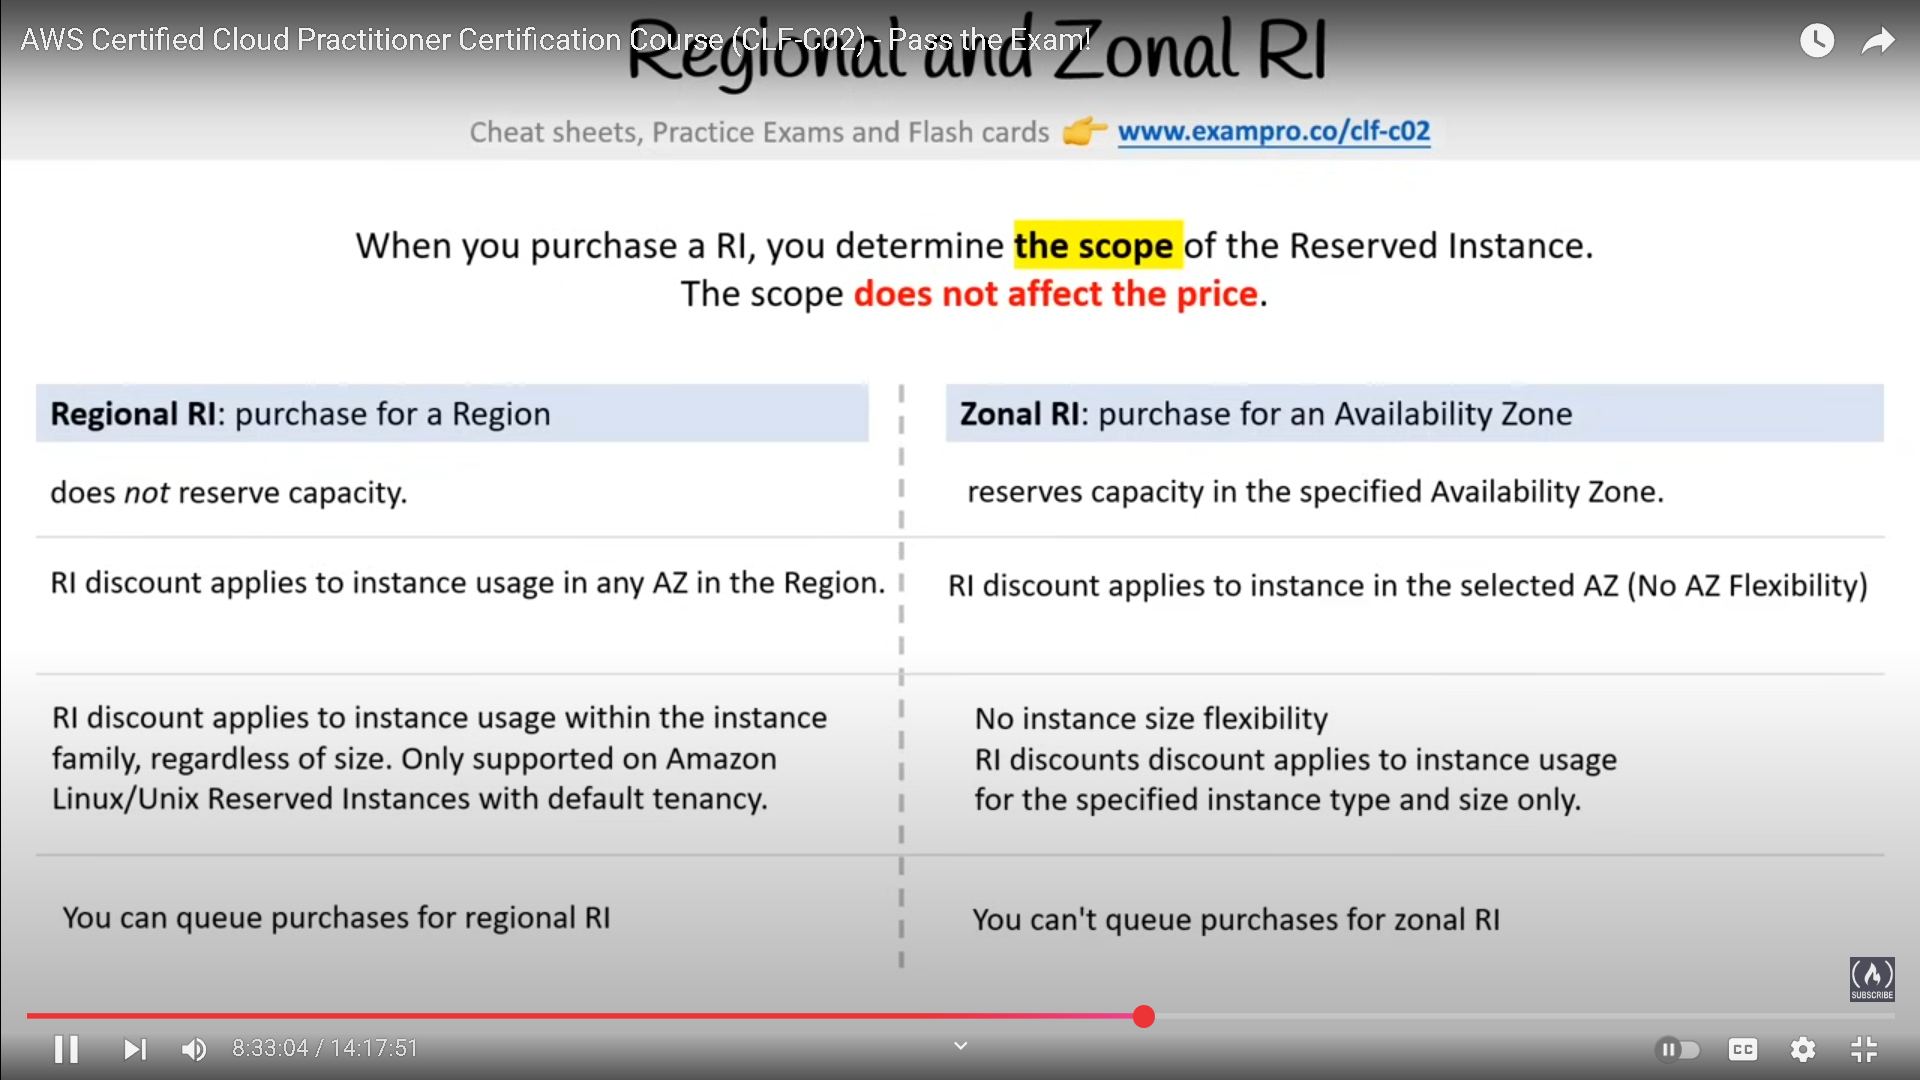 AWS Certified Cloud Practitioner Certification Course (CLF-C02) - Pass the Exam!
Regional and Zonal RI
Cheat sheets, Practice Exams and Flash cards 👉 www.exampro.co/clf-c02
When you purchase a RI, you determine the scope of the Reserved Instance.
The scope does not affect the price.
Regional RI: purchase for a Region
does not reserve capacity.
RI discount applies to instance usage in any AZ in the Region.
RI discount applies to instance usage within the instance
family, regardless of size. Only supported on Amazon
Linux/Unix Reserved Instances with default tenancy.
You can queue purchases for regional RI
Zonal RI: purchase for an Availability Zone
reserves capacity in the specified Availability Zone.
RI discount applies to instance in the selected AZ (No AZ Flexibility)
No instance size flexibility
RI discounts discount applies to instance usage
for the specified instance type and size only.
You can't queue purchases for zonal RI
SUBSCRIBE
8:33:04 / 14:17:51
CC